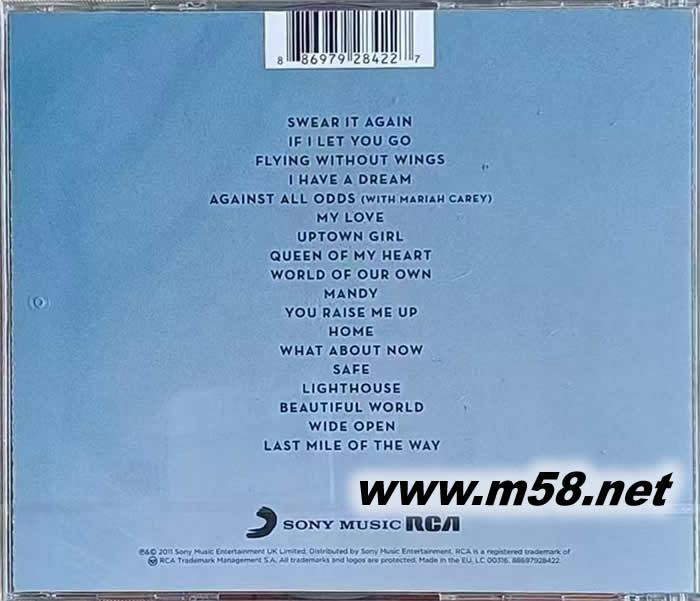 8 86979 28422 7
SWEAR IT AGAIN
IF I LET YOU GO
FLYING WITHOUT WINGS
I HAVE A DREAM
AGAINST ALL ODDS (WITH MARIAH CAREY)
MY LOVE
UPTOWN GIRL
QUEEN OF MY HEART
WORLD OF OUR OWN
MANDY
YOU RAISE ME UP
HOME
WHAT ABOUT NOW
SAFE
LIGHTHOUSE
BEAUTIFUL WORLD
WIDE OPEN
LAST MILE OF THE WAY
www.m58.net
SONY MUSIC RCA
℗&© 2011 Sony Music Entertainment UK Limited. Distributed by Sony Music Entertainment. RCA is a registered trademark of
RCA Trademark Management S.A. All trademarks and logos are protected. Made in the EU, LC 00316. 88697928422